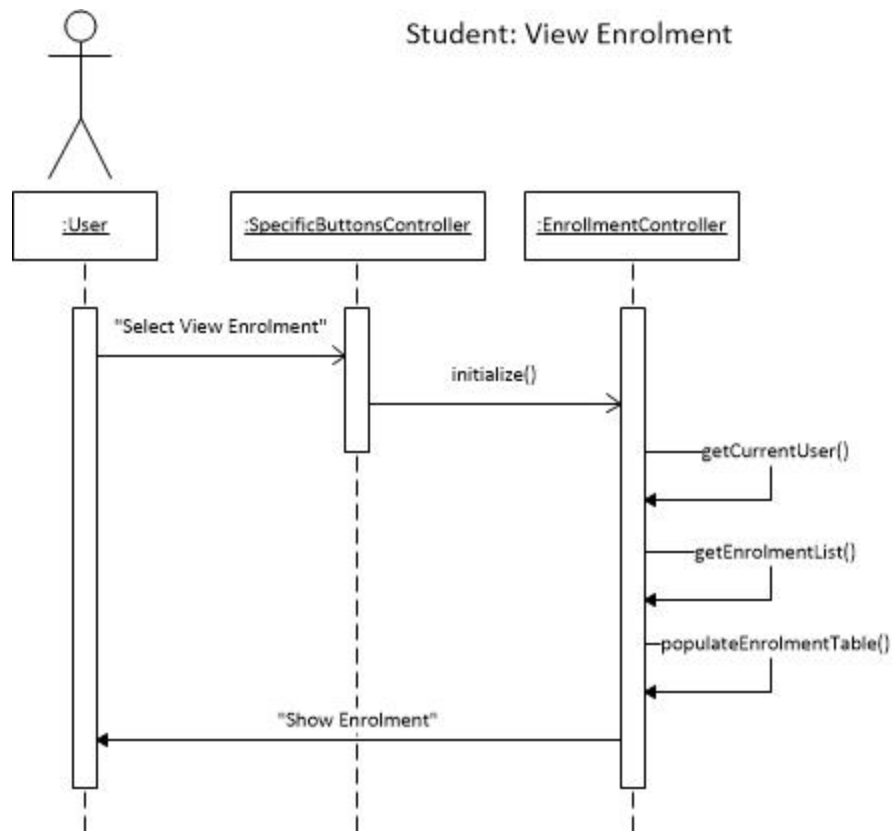 Student: View Enrolment
:User
:SpecificButtonsController
:EnrollmentController
"Select View Enrolment"
initialize()
getCurrentUser()
getEnrolmentList()
populateEnrolmentTable()
"Show Enrolment"